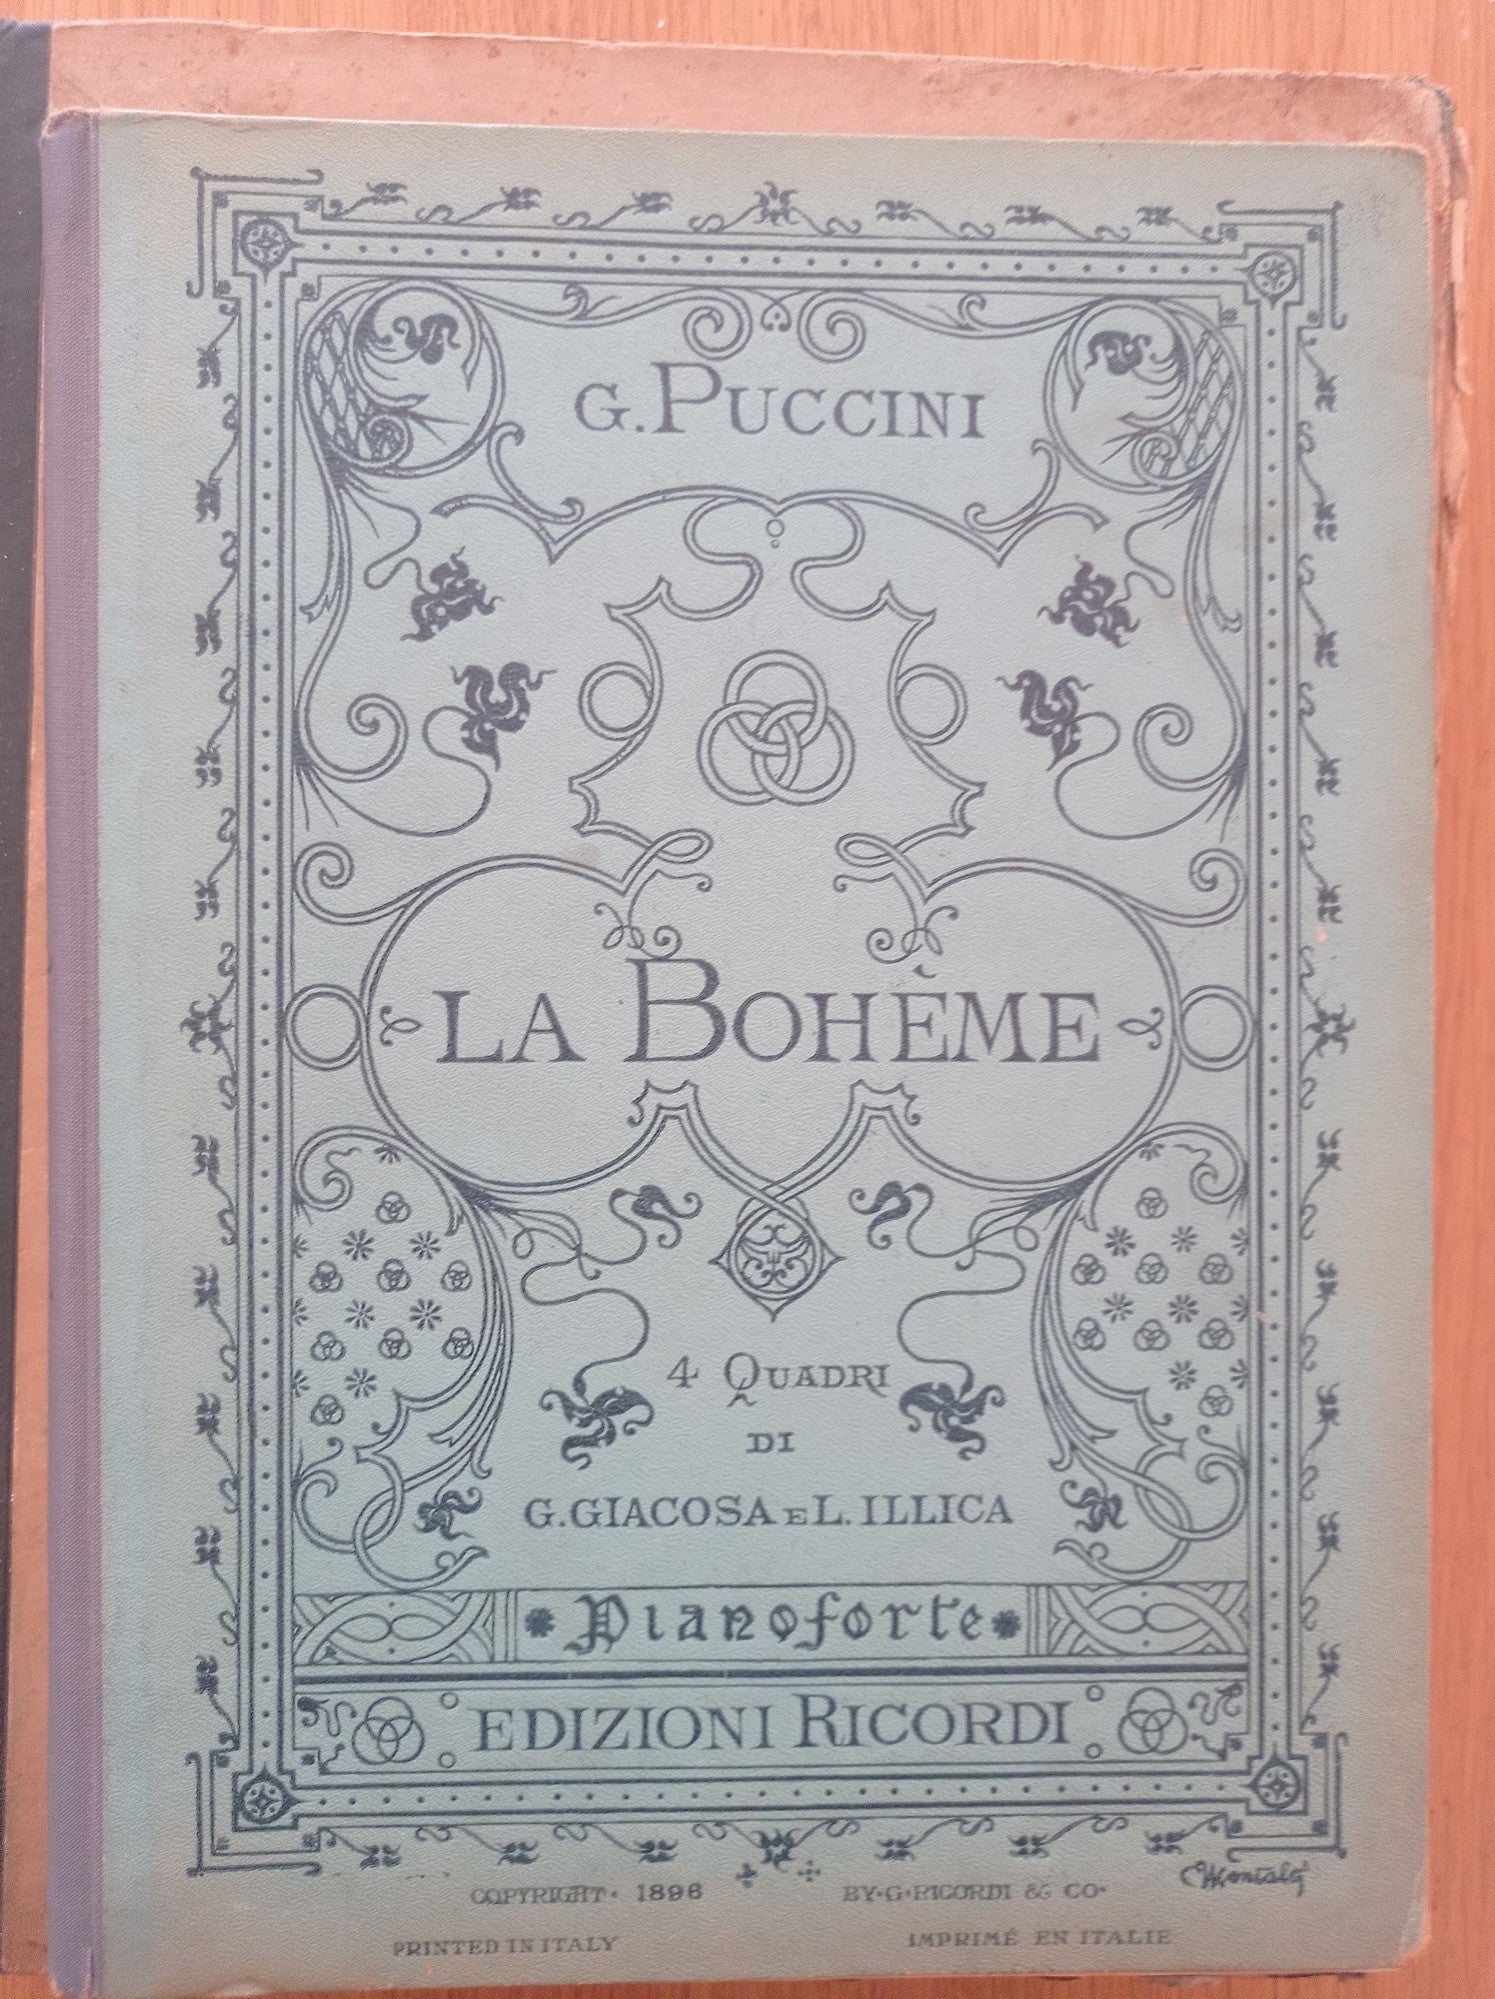 G. PUCCINI
LA BOHÈME
4 QUADRI
DI
G. GIACOSA E L. ILLICA
Pianoforte
EDIZIONI RICORDI
COPYRIGHT · 1896 BY · G · RICORDI & CO ·
PRINTED IN ITALY IMPRIMÉ EN ITALIE